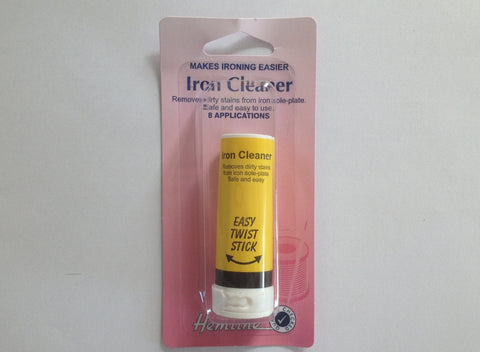 MAKES IRONING EASIER
Iron Cleaner
Removes dirty stains from iron sole-plate.
Safe and easy to use.
8 APPLICATIONS
Iron Cleaner
Removes dirty stains
from iron sole-plate
Safe and easy
EASY
TWIST
STICK
Hemline